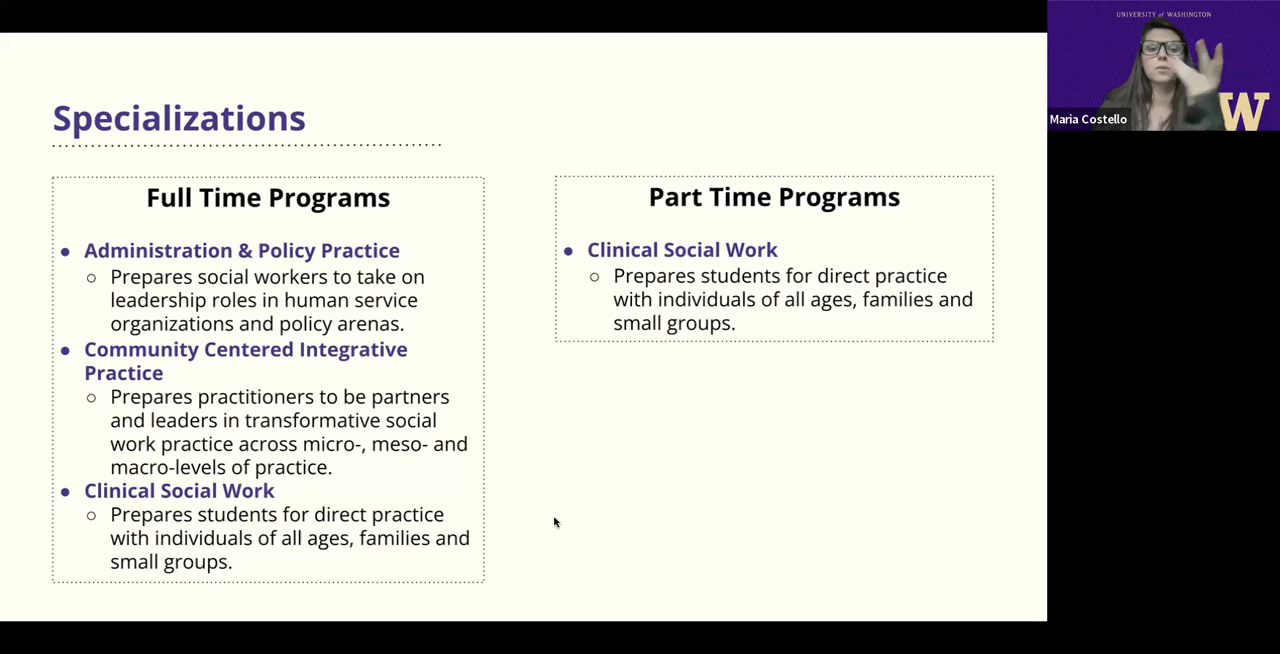 UNIVERSITY of WASHINGTON
W
Maria Costello
Specializations
Full Time Programs
● Administration & Policy Practice
○ Prepares social workers to take on
leadership roles in human service
organizations and policy arenas.
● Community Centered Integrative
Practice
○ Prepares practitioners to be partners
and leaders in transformative social
work practice across micro-, meso- and
macro-levels of practice.
● Clinical Social Work
○ Prepares students for direct practice
with individuals of all ages, families and
small groups.
Part Time Programs
● Clinical Social Work
○ Prepares students for direct practice
with individuals of all ages, families and
small groups.